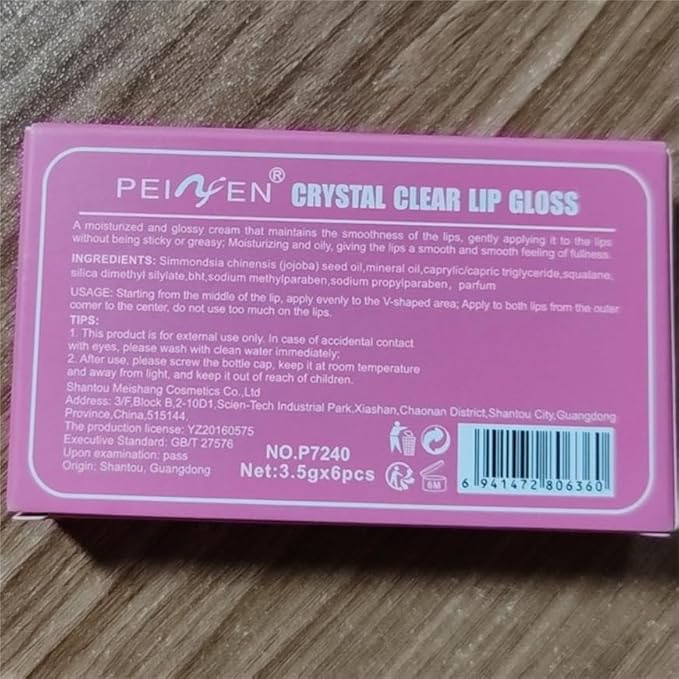 PEIYEN® CRYSTAL CLEAR LIP GLOSS
A moisturized and glossy cream that maintains the smoothness of the lips, gently applying it to the lips
without being sticky or greasy; Moisturizing and oily, giving the lips a smooth and smooth feeling of fullness.
INGREDIENTS: Simmondsia chinensis (jojoba) seed oil,mineral oil,caprylic/capric triglyceride,squalane,
silica dimethyl silylate,bht,sodium methylparaben,sodium propylparaben, parfum
USAGE: Starting from the middle of the lip, apply evenly to the V-shaped area; Apply to both lips from the outer
corner to the center, do not use too much on the lips.
TIPS:
1. This product is for external use only. In case of accidental contact
with eyes, please wash with clean water immediately;
2. After use, please screw the bottle cap, keep it at room temperature
and away from light, and keep it out of reach of children.
Shantou Meishang Cosmetics Co.,Ltd
Address: 3/F,Block B,2-10D1,Scien-Tech Industrial Park,Xiashan,Chaonan District,Shantou City,Guangdong
Province,China,515144.
The production license: YZ20160575
Executive Standard: GB/T 27576
Upon examination: pass
Origin: Shantou, Guangdong
NO.P7240
Net:3.5gx6pcs
6M
6 941472 806360